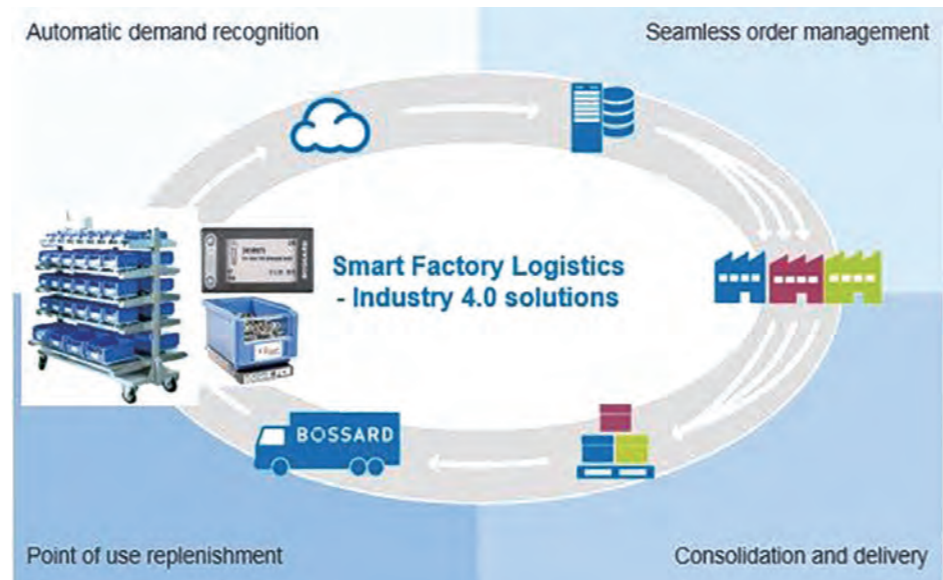 Automatic demand recognition
Seamless order management
BOSSARD
Smart Factory Logistics
- Industry 4.0 solutions
BOSSARD
Point of use replenishment
Consolidation and delivery